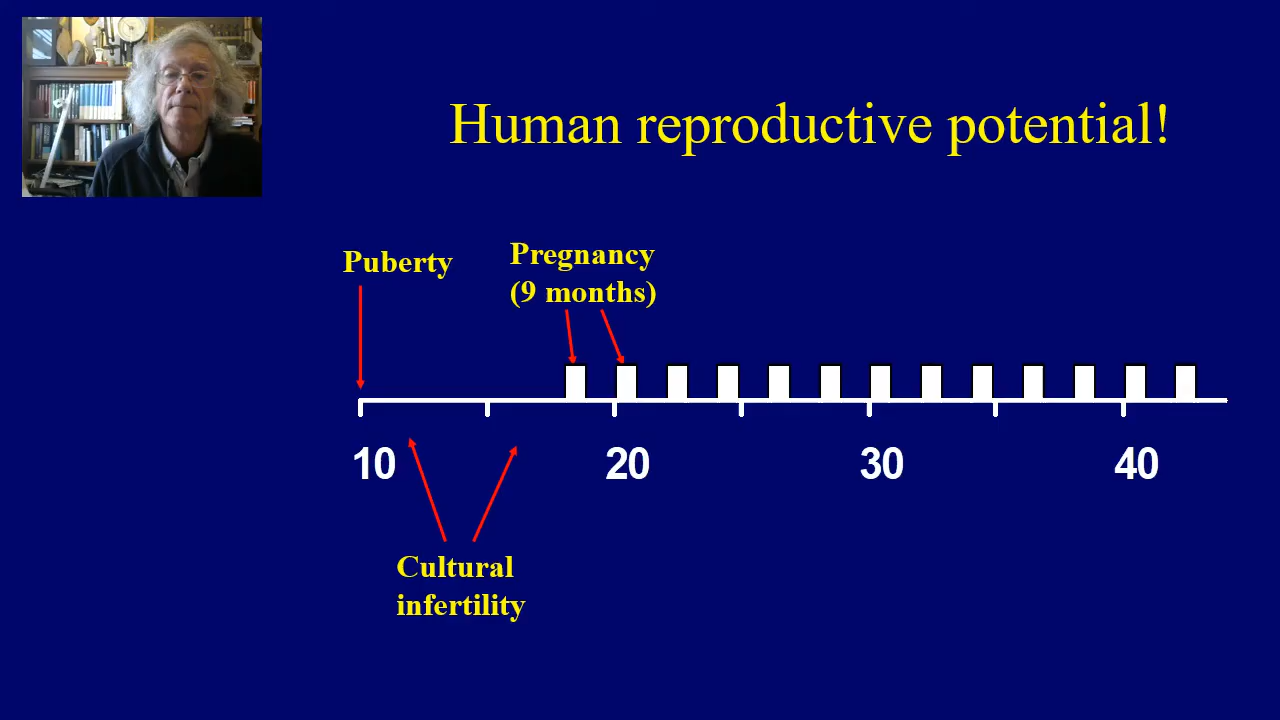 Human reproductive potential!
Puberty
Pregnancy
(9 months)
10
20
30
40
Cultural
infertility